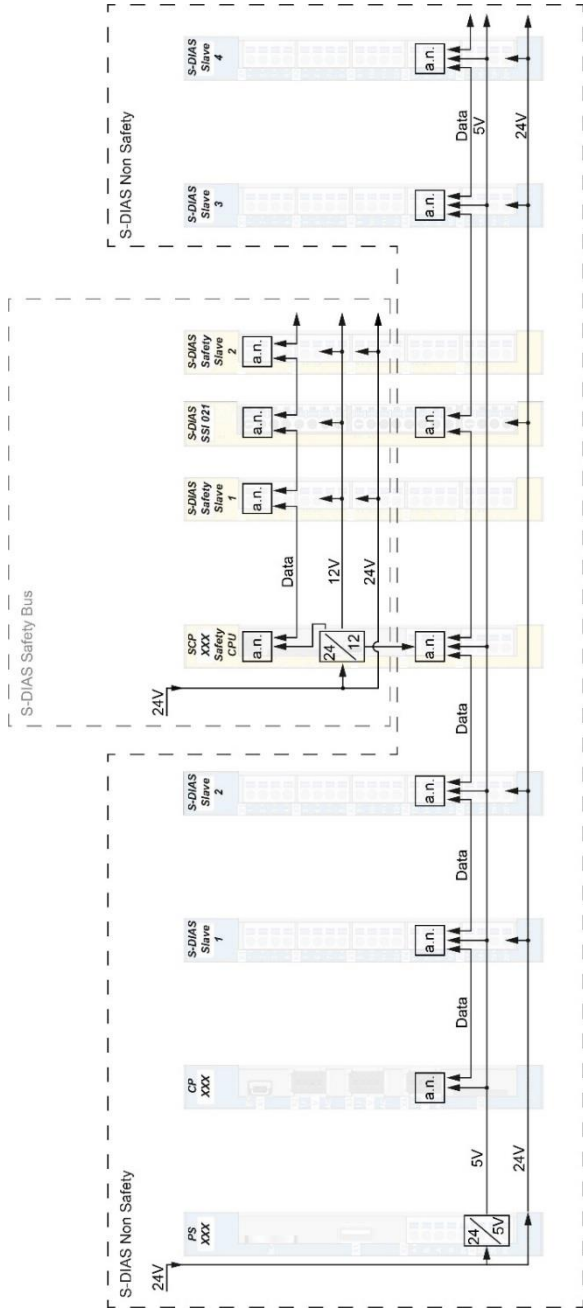 S-DIAS Safety Bus
S-DIAS Non Safety
S-DIAS Non Safety
24V
24V
PS
XXX
CP
XXX
S-DIAS
Slave
1
S-DIAS
Slave
2
SCP
XXX
Safety
CPU
S-DIAS
Safety
Slave
1
S-DIAS
SSI 021
S-DIAS
Safety
Slave
2
S-DIAS
Slave
3
S-DIAS
Slave
4
a.n.
a.n.
a.n.
a.n.
Data
24
12
12V
24V
a.n.
a.n.
a.n.
a.n.
a.n.
a.n.
a.n.
Data
Data
Data
Data
24
5V
5V
5V
24V
24V